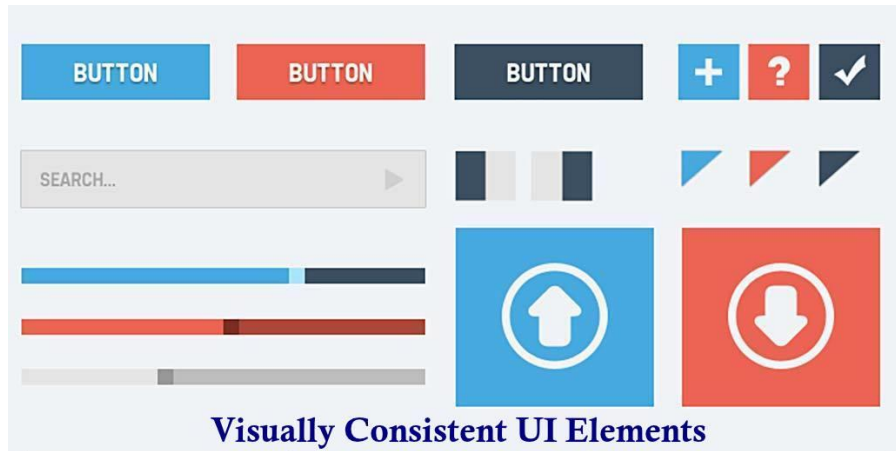 BUTTON
BUTTON
BUTTON
+ ?
SEARCH...
Visually Consistent UI Elements